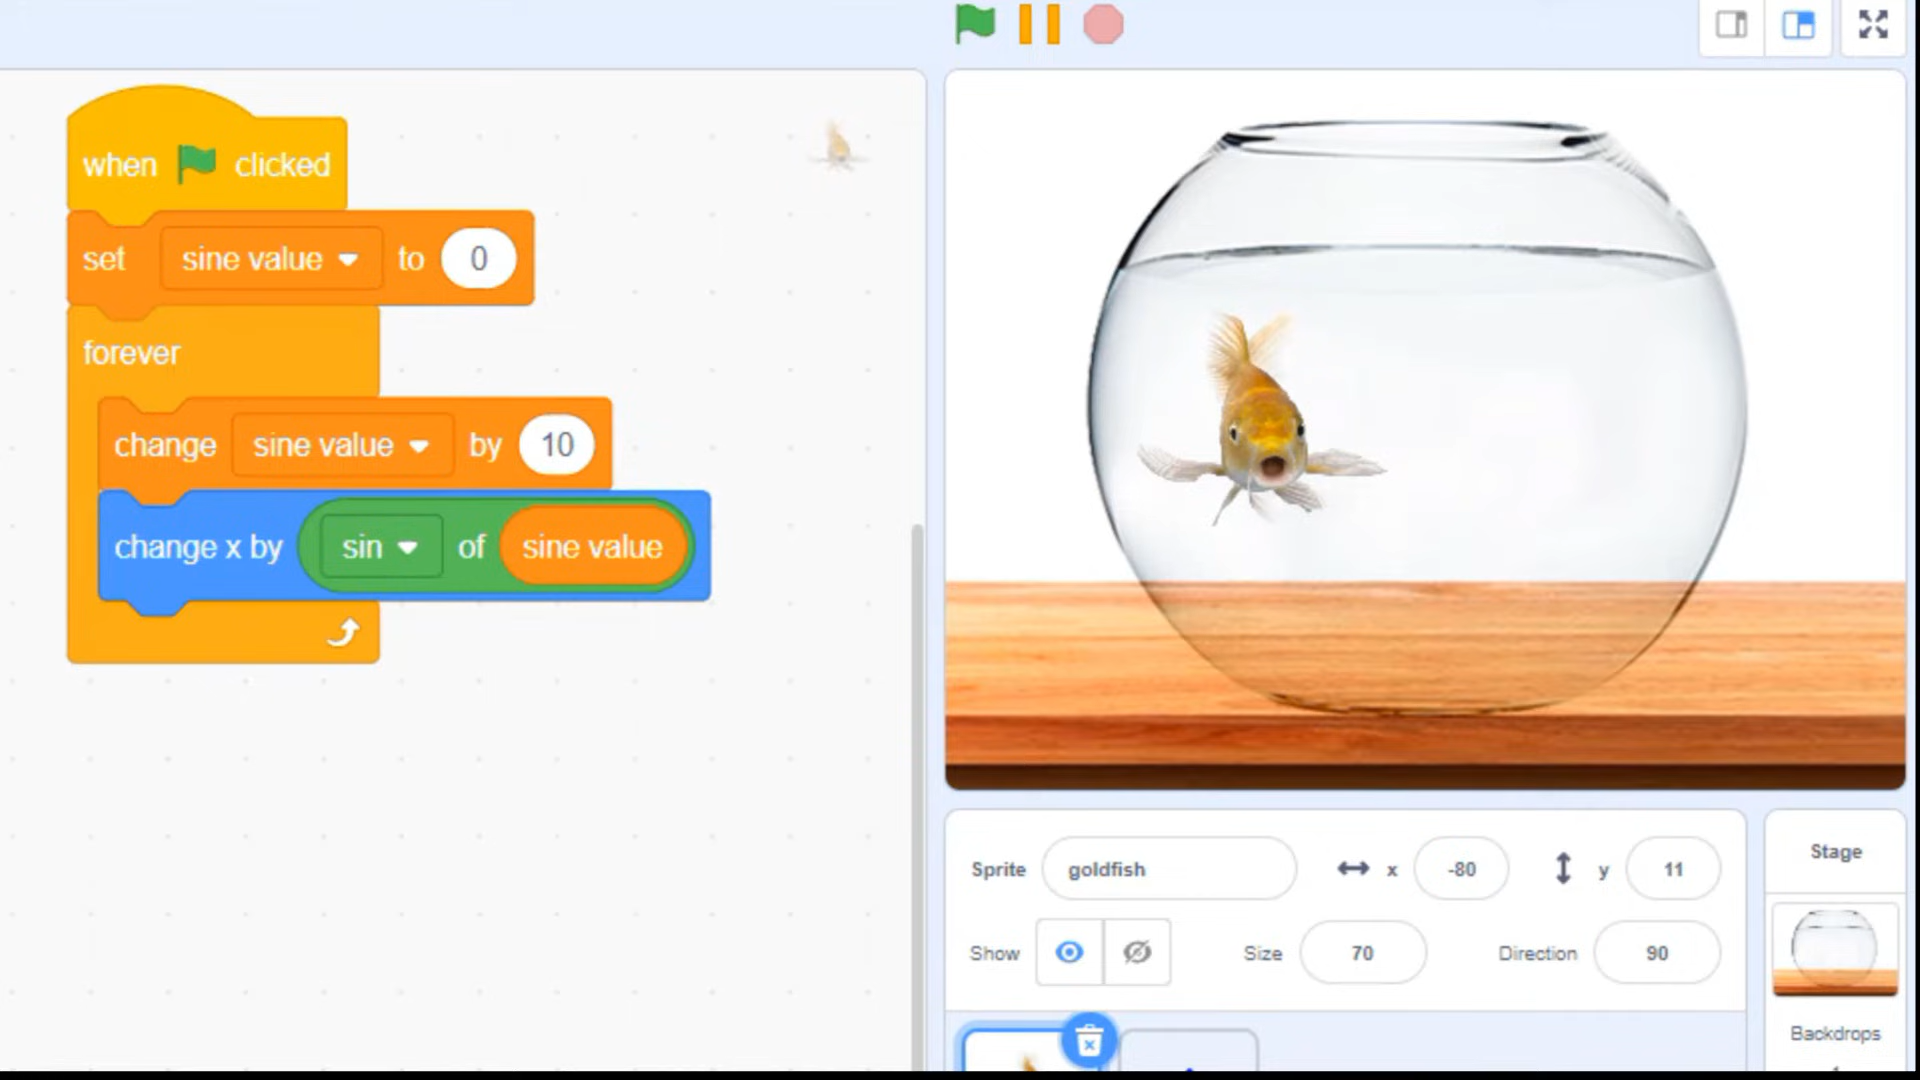 when clicked
set sine value to 0
forever
change sine value by 10
change x by sin of sine value
Sprite goldfish x -80 y 11
Show Size 70 Direction 90
Stage
Backdrops